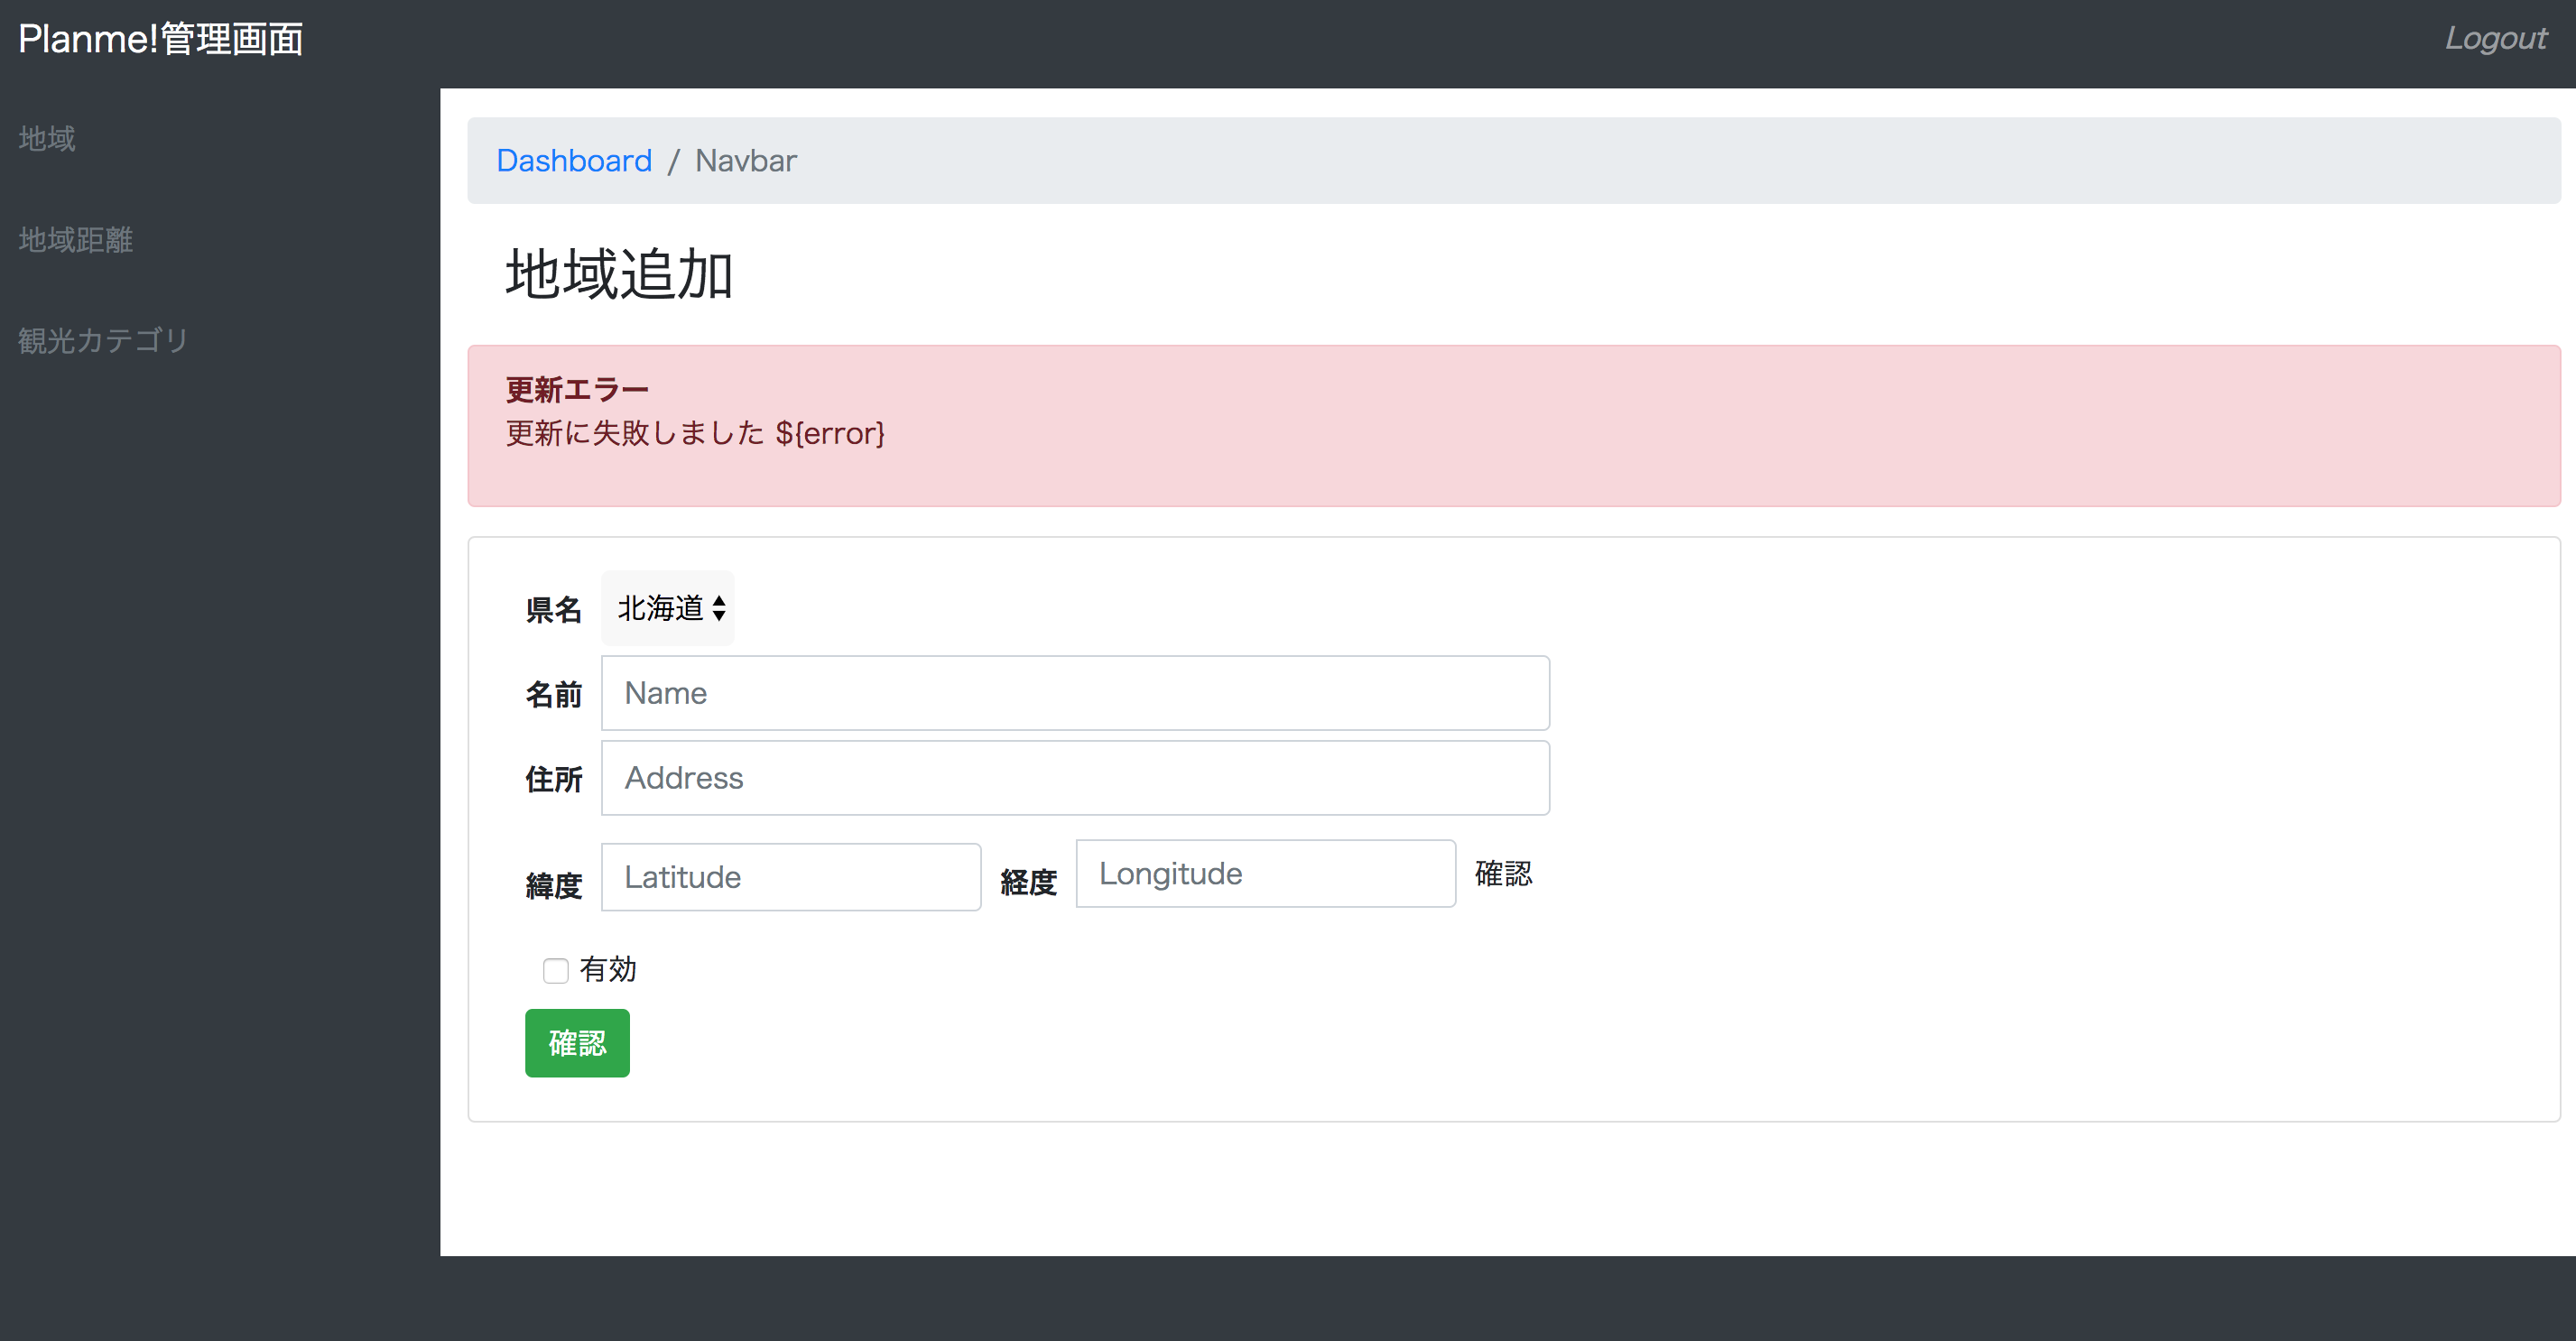 Planme!管理画面
Logout
地域
地域距離
観光カテゴリ
Dashboard / Navbar
地域追加
更新エラー
更新に失敗しました ${error}
県名 北海道
名前 Name
住所 Address
緯度 Latitude 経度 Longitude 確認
有効
確認